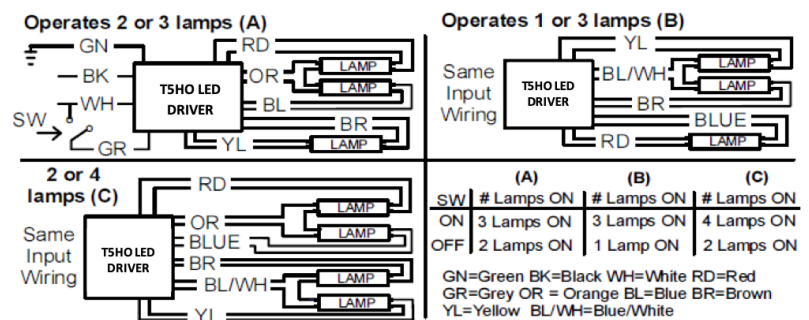 Operates 2 or 3 lamps (A)
GN
BK
WH
SW
GR
T5HO LED
DRIVER
RD
OR
BL
BR
YL
LAMP
LAMP
LAMP
Operates 1 or 3 lamps (B)
Same
Input
Wiring
T5HO LED
DRIVER
YL
BL/WH
BR
BLUE
RD
LAMP
LAMP
LAMP
2 or 4
lamps (C)
Same
Input
Wiring
T5HO LED
DRIVER
RD
OR
BLUE
BR
BL/WH
YL
LAMP
LAMP
LAMP
LAMP
(A) (B) (C)
SW # Lamps ON # Lamps ON # Lamps ON
ON 3 Lamps ON 3 Lamps ON 4 Lamps ON
OFF 2 Lamps ON 1 Lamp ON 2 Lamps ON
GN=Green BK=Black WH=White RD=Red
GR=Grey OR = Orange BL=Blue BR=Brown
YL=Yellow BL/WH=Blue/White